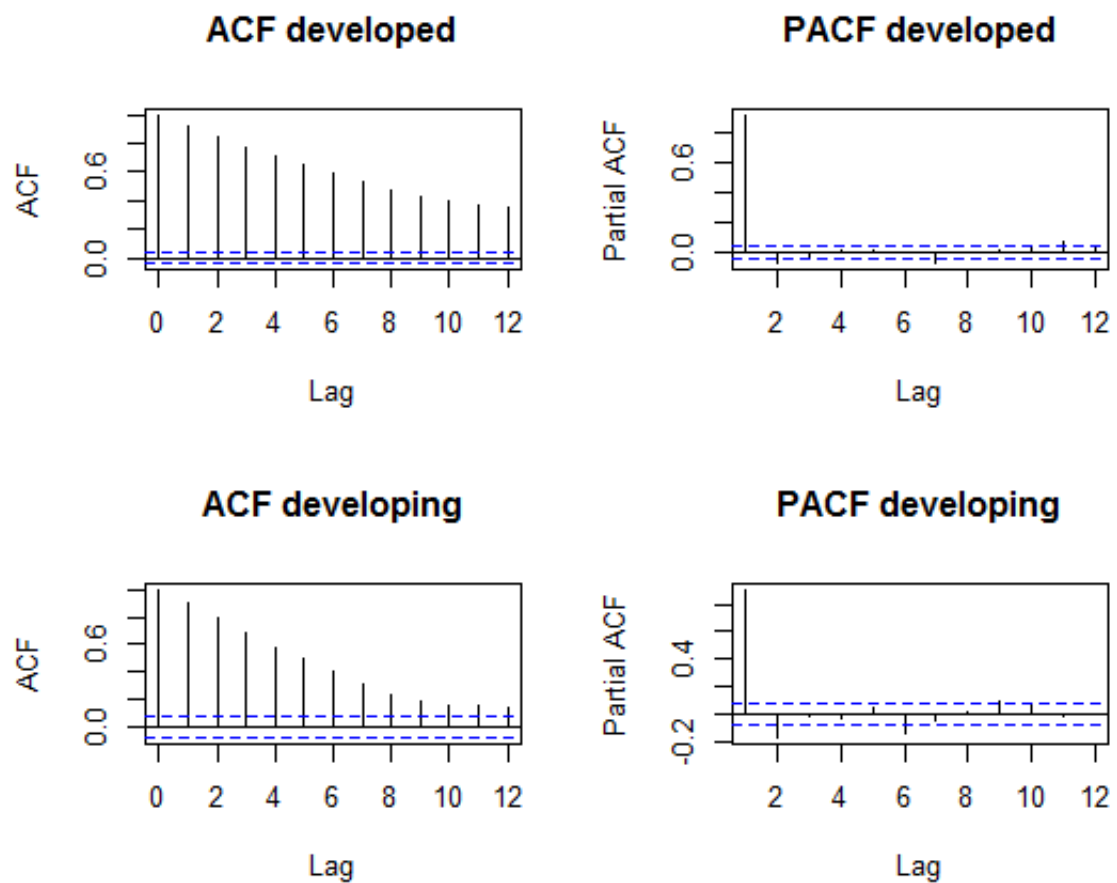 ACF developed
ACF
0.0 0.6
0 2 4 6 8 10 12
Lag
PACF developed
Partial ACF
0.0 0.6
2 4 6 8 10 12
Lag
ACF developing
ACF
0.0 0.6
0 2 4 6 8 10 12
Lag
PACF developing
Partial ACF
-0.2 0.4
2 4 6 8 10 12
Lag